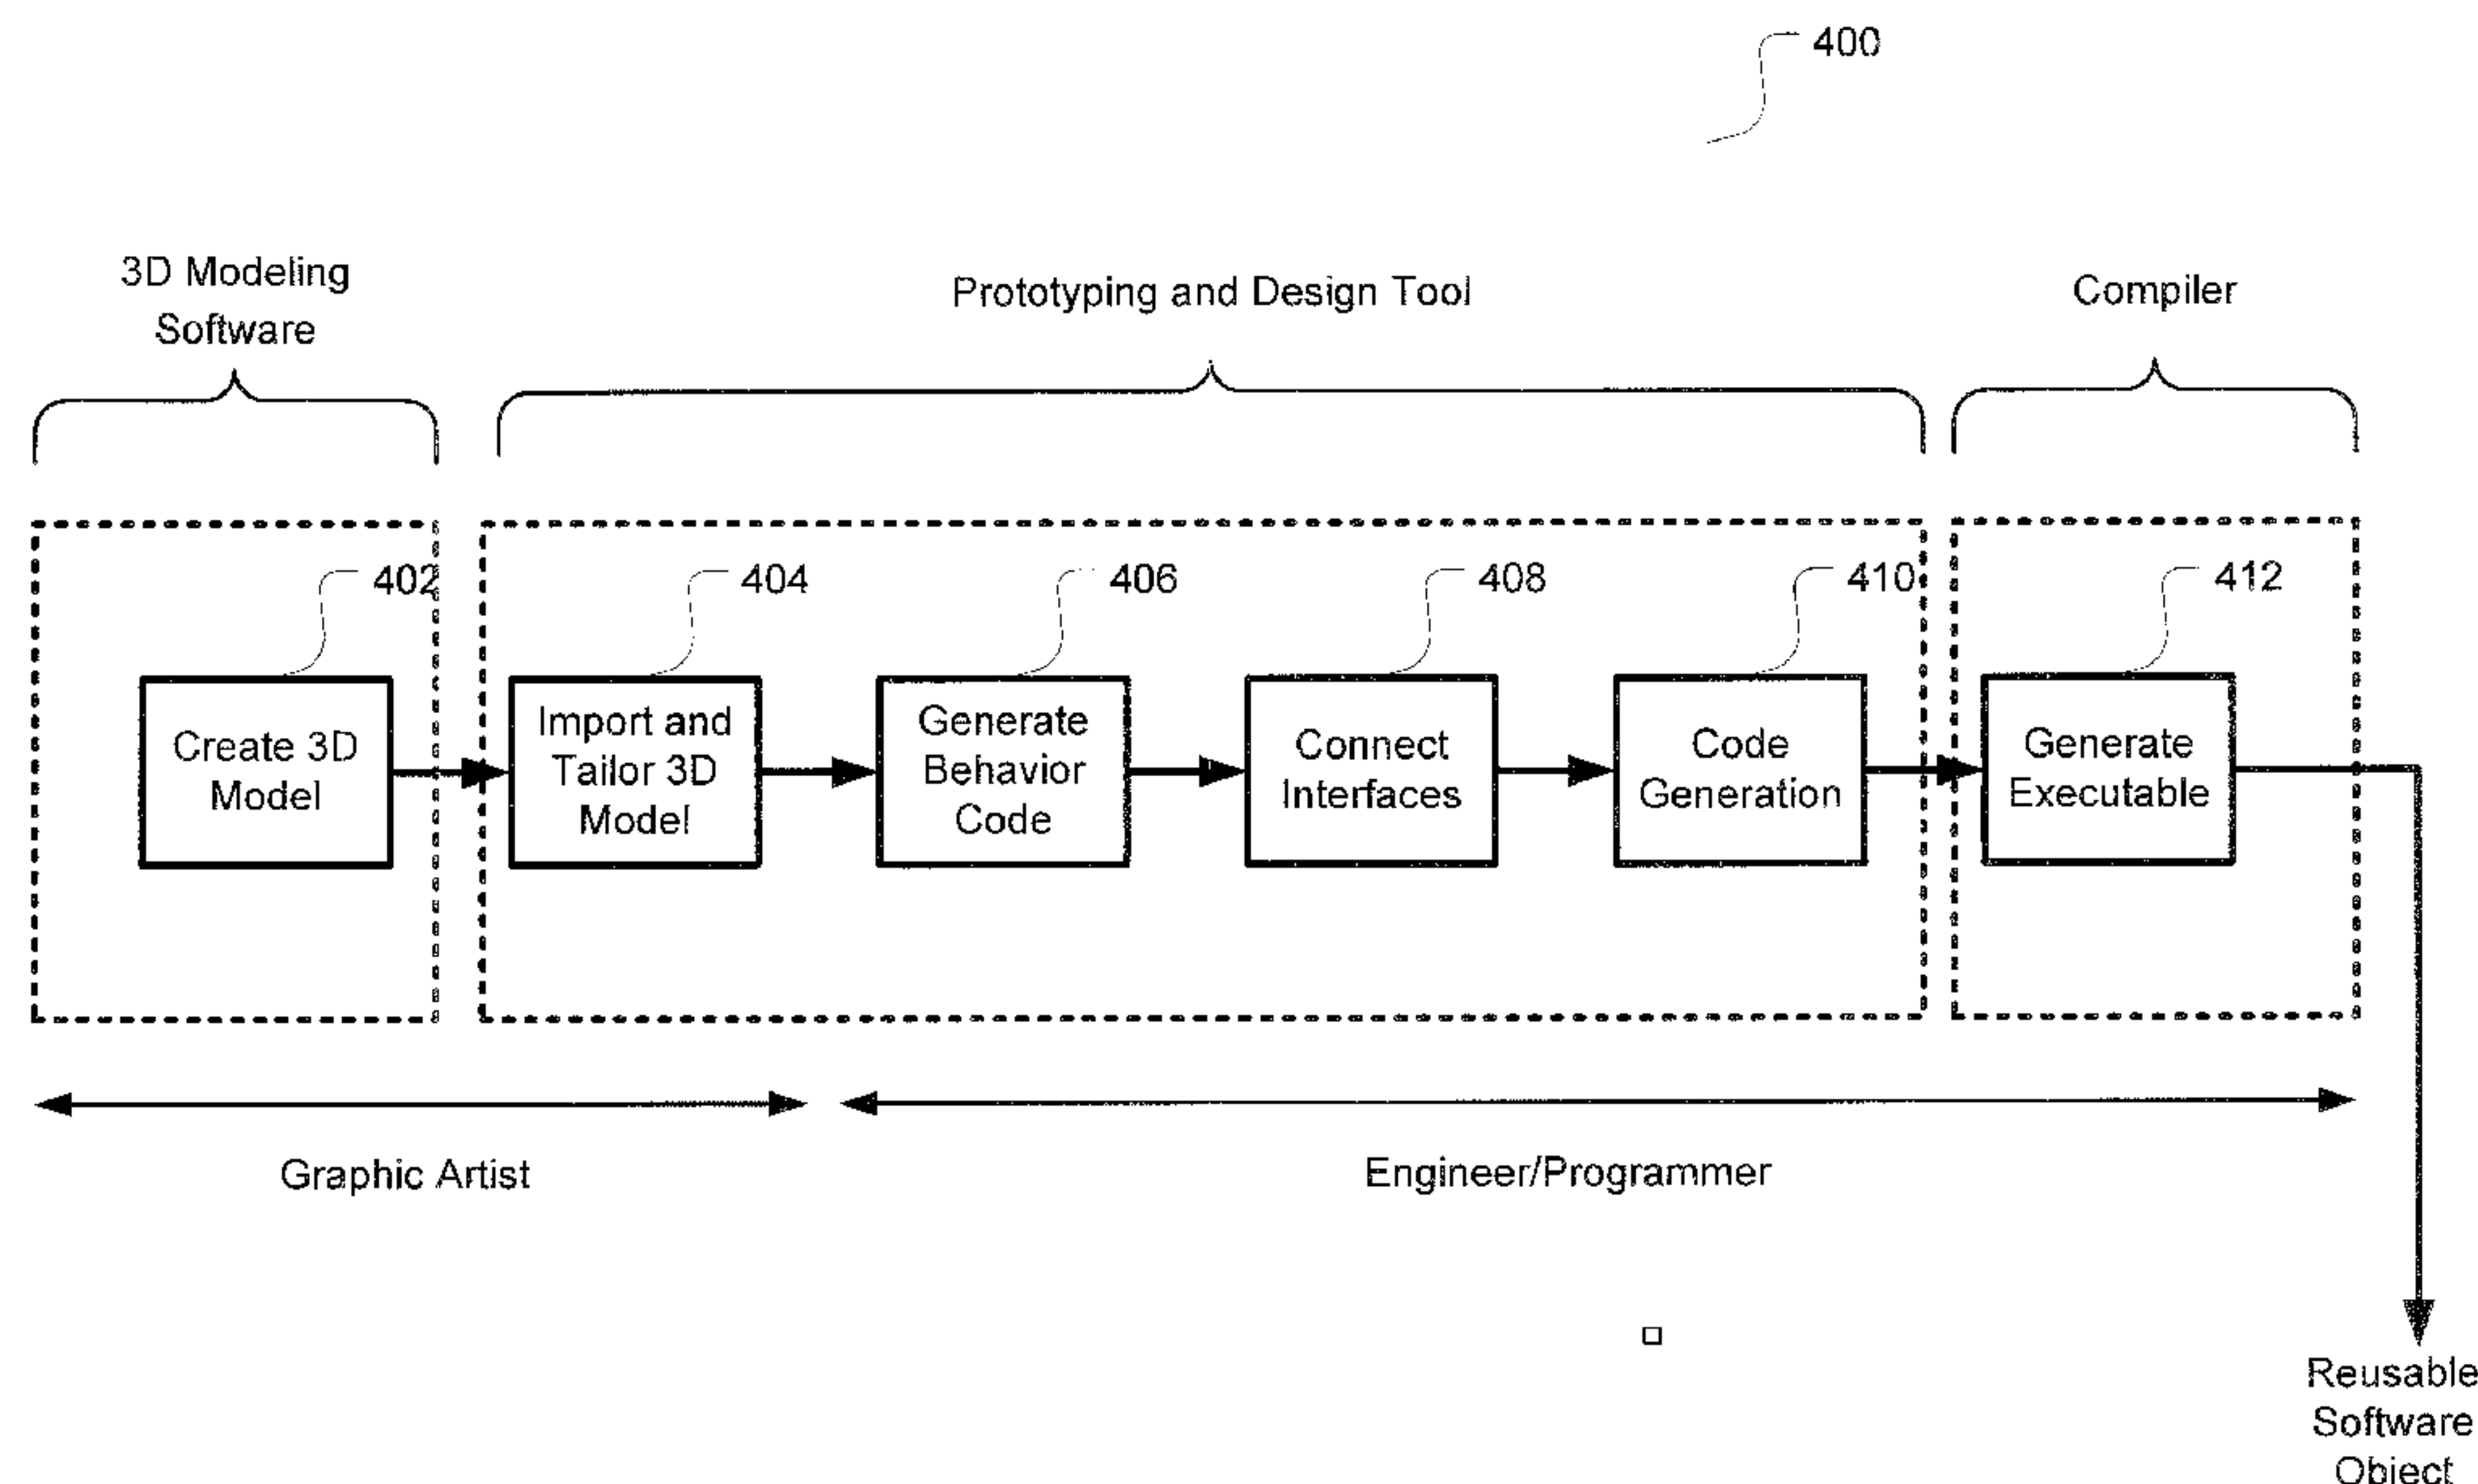 400
3D Modeling
Software
Prototyping and Design Tool
Compiler
402
404
406
408
410
412
Create 3D
Model
Import and
Tailor 3D
Model
Generate
Behavior
Code
Connect
Interfaces
Code
Generation
Generate
Executable
Graphic Artist
Engineer/Programmer
Reusable
Software
Object